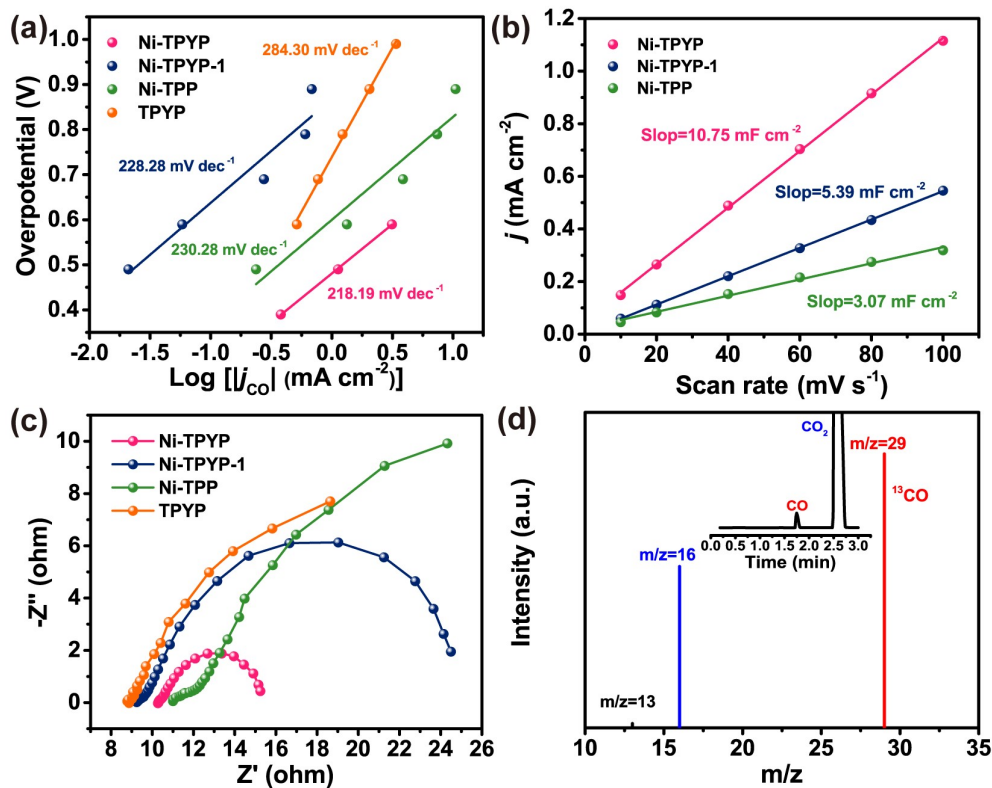 (a)
Ni-TPYP
Ni-TPYP-1
Ni-TPP
TPYP
284.30 mV dec⁻¹
228.28 mV dec⁻¹
230.28 mV dec⁻¹
218.19 mV dec⁻¹
Overpotential (V)
1.0
0.9
0.8
0.7
0.6
0.5
0.4
-2.0 -1.5 -1.0 -0.5 0.0 0.5 1.0
Log [|j_CO| (mA cm⁻²)]
(b)
Ni-TPYP
Ni-TPYP-1
Ni-TPP
Slop=10.75 mF cm⁻²
Slop=5.39 mF cm⁻²
Slop=3.07 mF cm⁻²
j (mA cm⁻²)
1.2
1.0
0.8
0.6
0.4
0.2
0.0
0 20 40 60 80 100
Scan rate (mV s⁻¹)
(c)
Ni-TPYP
Ni-TPYP-1
Ni-TPP
TPYP
-Z'' (ohm)
10
8
6
4
2
0
8 10 12 14 16 18 20 22 24 26
Z' (ohm)
(d)
CO₂
m/z=29
¹³CO
CO
0.0 0.5 1.0 1.5 2.0 2.5 3.0
Time (min)
m/z=16
m/z=13
Intensity (a.u.)
10 15 20 25 30 35
m/z